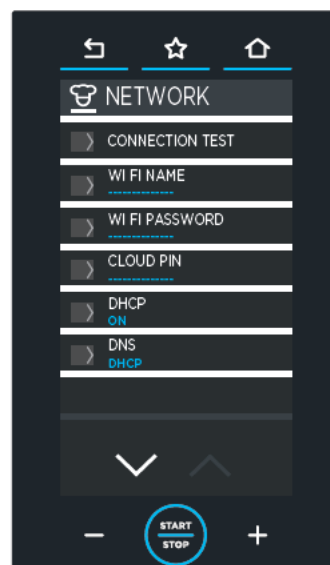 NETWORK
CONNECTION TEST
WI FI NAME
--------------
WI FI PASSWORD
--------------
CLOUD PIN
--------------
DHCP
ON
DNS
DHCP
START
STOP